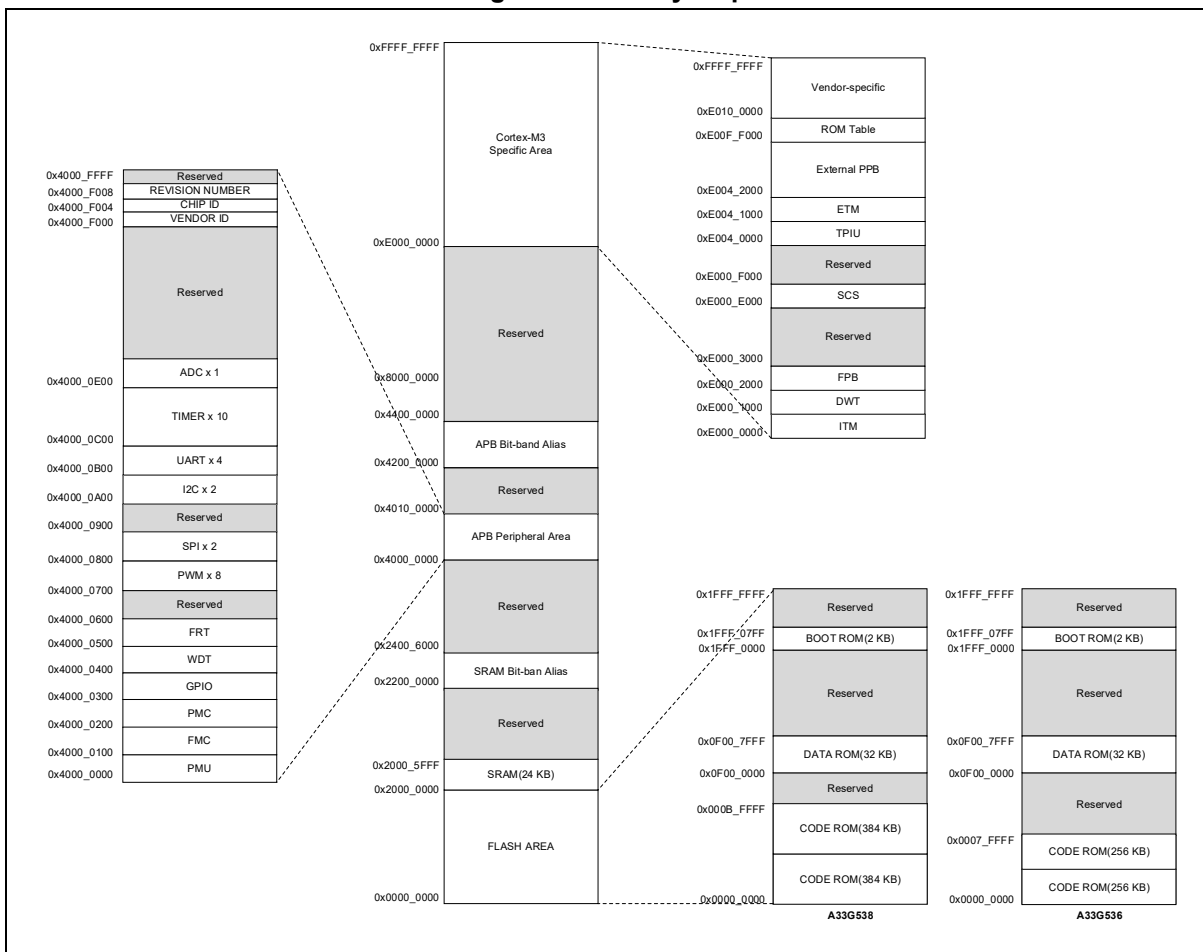 0xFFFF_FFFF
Cortex-M3
Specific Area
0xE000_0000
Reserved
0x8000_0000
0x4400_0000
APB Bit-band Alias
0x4200_0000
Reserved
0x4010_0000
APB Peripheral Area
0x4000_0000
Reserved
0x2400_6000
SRAM Bit-ban Alias
0x2200_0000
Reserved
0x2000_5FFF
SRAM(24 KB)
0x2000_0000
FLASH AREA
0x0000_0000
0x4000_FFFF
Reserved
0x4000_F008
REVISION NUMBER
0x4000_F004
CHIP ID
0x4000_F000
VENDOR ID
Reserved
ADC x 1
0x4000_0E00
TIMER x 10
0x4000_0C00
UART x 4
0x4000_0B00
I2C x 2
0x4000_0A00
Reserved
0x4000_0900
SPI x 2
0x4000_0800
PWM x 8
0x4000_0700
Reserved
0x4000_0600
FRT
0x4000_0500
WDT
0x4000_0400
GPIO
0x4000_0300
PMC
0x4000_0200
FMC
0x4000_0100
PMU
0x4000_0000
0xFFFF_FFFF
Vendor-specific
0xE010_0000
ROM Table
0xE00F_F000
External PPB
0xE004_2000
ETM
0xE004_1000
TPIU
0xE004_0000
Reserved
0xE000_F000
SCS
0xE000_E000
Reserved
0xE000_3000
FPB
0xE000_2000
DWT
0xE000_1000
ITM
0xE000_0000
0x1FFF_FFFF
Reserved
0x1FFF_07FF
BOOT ROM(2 KB)
0x1FFF_0000
Reserved
0x0F00_7FFF
DATA ROM(32 KB)
0x0F00_0000
Reserved
0x000B_FFFF
CODE ROM(384 KB)
CODE ROM(384 KB)
0x0000_0000
A33G538
0x1FFF_FFFF
Reserved
0x1FFF_07FF
BOOT ROM(2 KB)
0x1FFF_0000
Reserved
0x0F00_7FFF
DATA ROM(32 KB)
0x0F00_0000
Reserved
0x0007_FFFF
CODE ROM(256 KB)
CODE ROM(256 KB)
0x0000_0000
A33G536